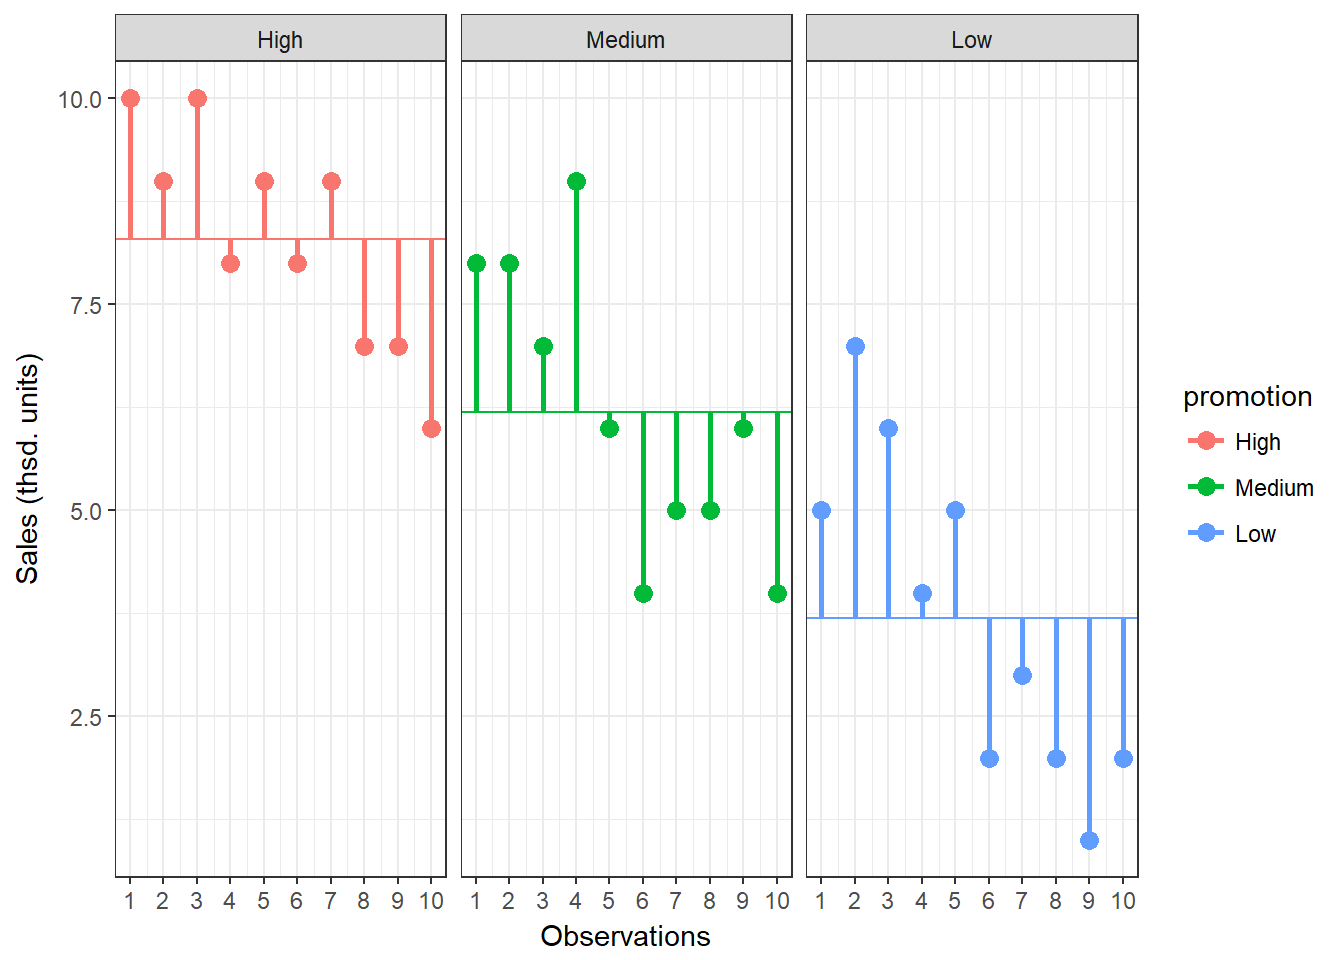 High Medium Low
10.0
7.5
5.0
2.5
Sales (thsd. units)
1 2 3 4 5 6 7 8 9 10 1 2 3 4 5 6 7 8 9 10 1 2 3 4 5 6 7 8 9 10
Observations
promotion
High
Medium
Low